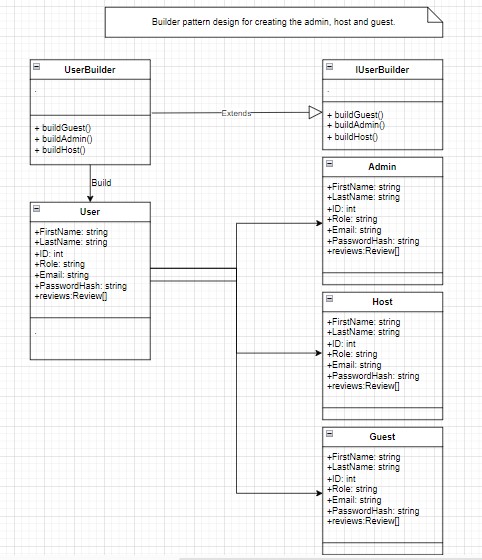 Builder pattern design for creating the admin, host and guest.
UserBuilder
.
+ buildGuest()
+ buildAdmin()
+ buildHost()
Extends
IUserBuilder
.
+ buildGuest()
+ buildAdmin()
+ buildHost()
Build
User
+FirstName: string
+LastName: string
+ID: int
+Role: string
+Email: string
+PasswordHash: string
+reviews:Review[]
.
Admin
+FirstName: string
+LastName: string
+ID: int
+Role: string
+Email: string
+PasswordHash: string
+reviews:Review[]
Host
+FirstName: string
+LastName: string
+ID: int
+Role: string
+Email: string
+PasswordHash: string
+reviews:Review[]
Guest
+FirstName: string
+LastName: string
+ID: int
+Role: string
+Email: string
+PasswordHash: string
+reviews:Review[]